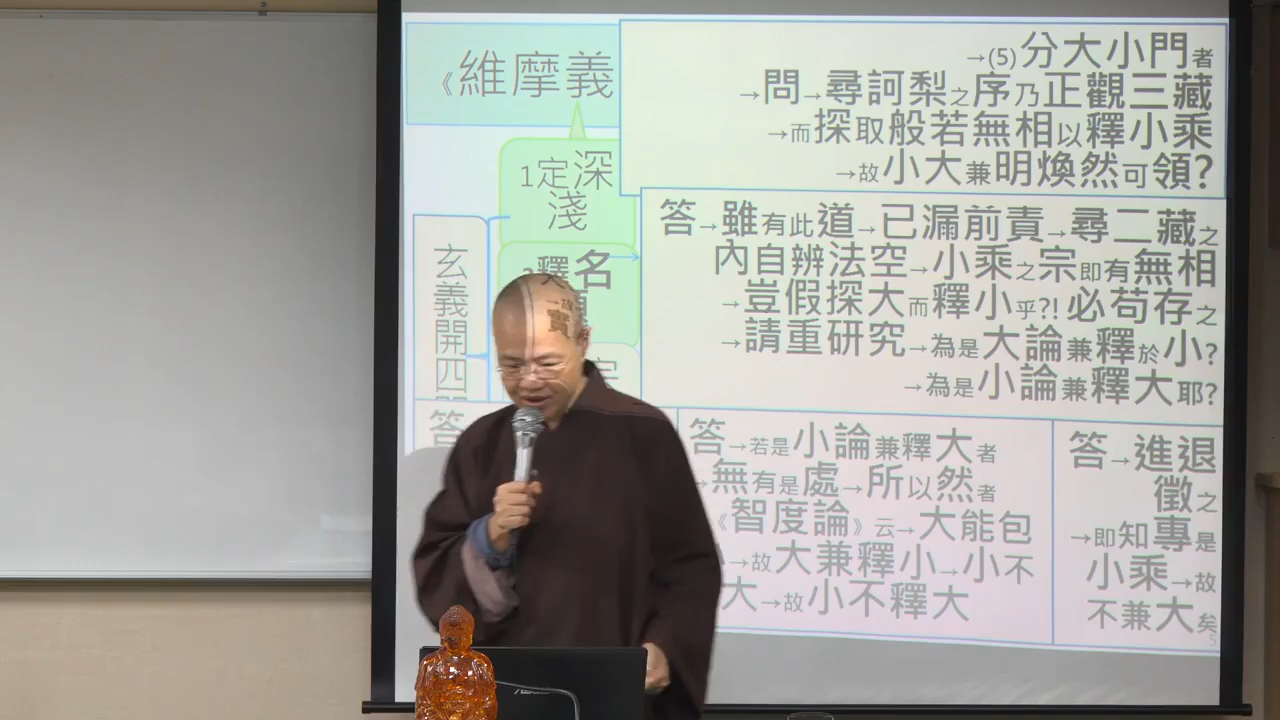 《維摩義
1定深
淺
釋名
玄義開四
→(5)分大小門者
→問→尋訶梨之序乃正觀三藏
→而探取般若無相以釋小乘
→故小大兼明煥然可領?
答→雖有此道→已漏前責→尋二藏之
內自辨法空→小乘之宗即有無相
→豈假探大而釋小乎?!必苟存之
→請重研究→為是大論兼釋於小?
→為是小論兼釋大耶?
答
答→若是小論兼釋大者
→無有是處→所以然者
《智度論》云→大能包
→故大兼釋小→小不
大→故小不釋大
答→進退
徵之
→即知專是
小乘→故
不兼大矣
5